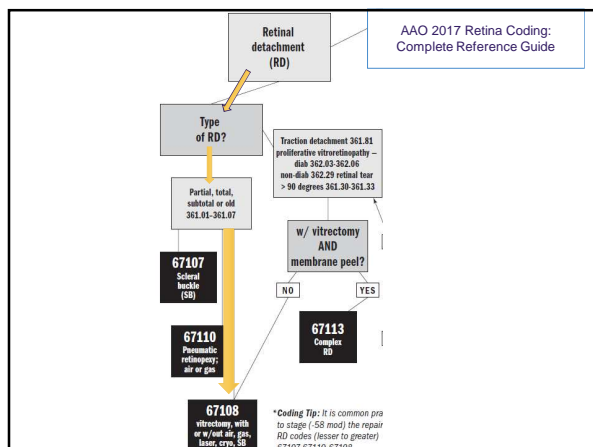 Retinal
detachment
(RD)
AAO 2017 Retina Coding:
Complete Reference Guide
Type
of RD?
Traction detachment 361.81
proliferative vitroretinopathy –
diab 362.03-362.06
non-diab 362.29 retinal tear
> 90 degrees 361.30-361.33
Partial, total,
subtotal or old
361.01–361.07
w/ vitrectomy
AND
membrane peel?
67107
Scleral
buckle
(SB)
NO
YES
67113
Complex
RD
67110
Pneumatic
retinopexy;
air or gas
67108
vitrectomy, with
or w/out air, gas,
laser, cryo, SB
*Coding Tip: It is common pra
to stage (-58 mod) the repair
RD codes (lesser to greater)
67107 67110 67108